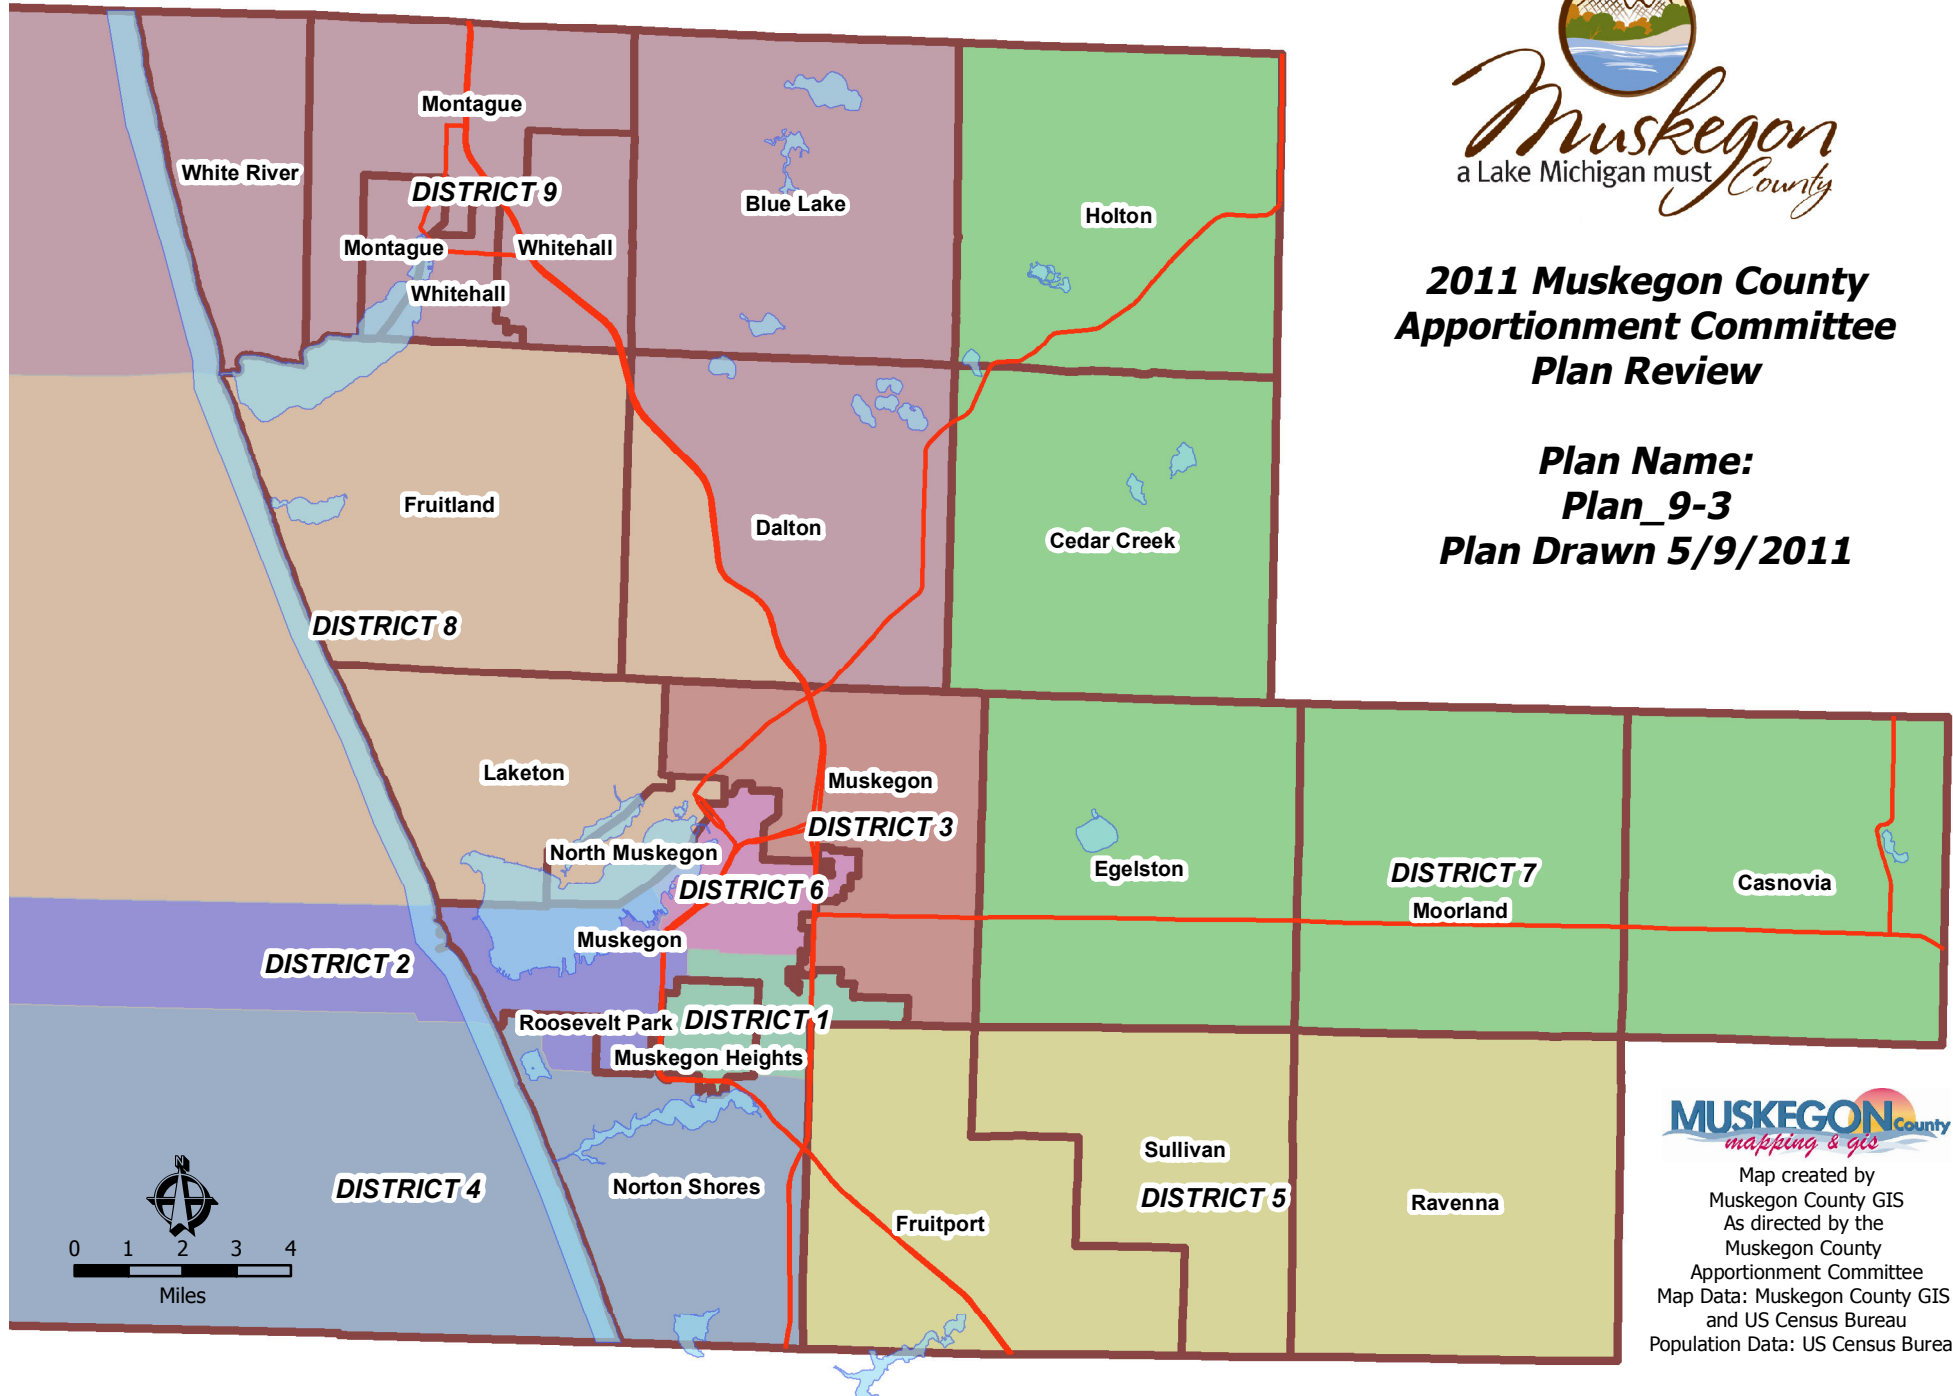 Muskegon
a Lake Michigan must
County
2011 Muskegon County
Apportionment Committee
Plan Review
Plan Name:
Plan_9-3
Plan Drawn 5/9/2011
Montague
White River
DISTRICT 9
Blue Lake
Holton
Montague
Whitehall
Whitehall
Fruitland
Dalton
Cedar Creek
DISTRICT 8
Laketon
Muskegon
DISTRICT 3
North Muskegon
Egelston
DISTRICT 7
Casnovia
DISTRICT 6
Moorland
Muskegon
DISTRICT 2
Roosevelt Park
DISTRICT 1
Muskegon Heights
Sullivan
DISTRICT 4
Norton Shores
DISTRICT 5
Ravenna
Fruitport
N
0 1 2 3 4
Miles
MUSKEGON County
mapping & gis
Map created by
Muskegon County GIS
As directed by the
Muskegon County
Apportionment Committee
Map Data: Muskegon County GIS
and US Census Bureau
Population Data: US Census Burea